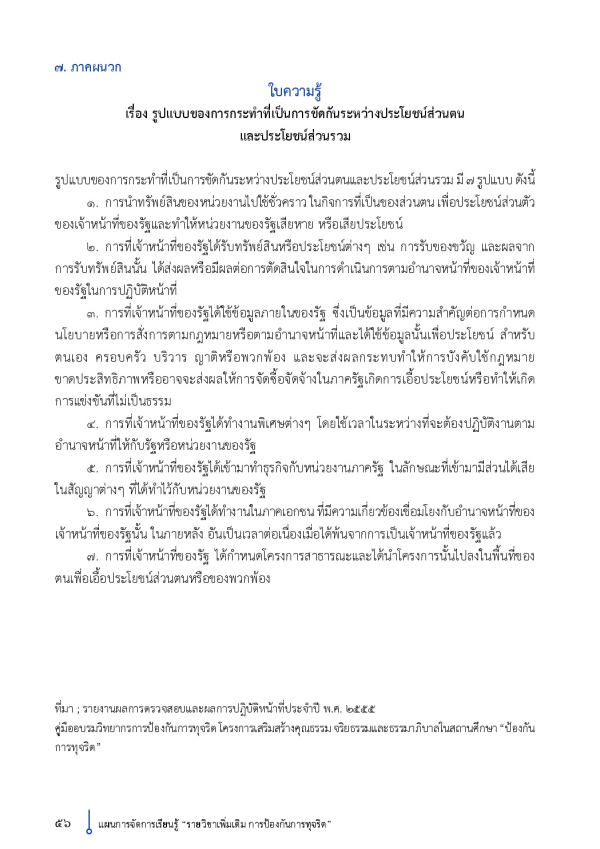 ๗. ภาคผนวก
ใบความรู้
เรื่อง รูปแบบของการกระทำที่เป็นการขัดกันระหว่างประโยชน์ส่วนตน
และประโยชน์ส่วนรวม
รูปแบบของการกระทำที่เป็นการขัดกันระหว่างประโยชน์ส่วนตนและประโยชน์ส่วนรวม มี ๗ รูปแบบ ดังนี้
๑. การนำทรัพย์สินของหน่วยงานไปใช้ชั่วคราว ในกิจการที่เป็นของส่วนตน เพื่อประโยชน์ส่วนตัว
ของเจ้าหน้าที่ของรัฐและทำให้หน่วยงานของรัฐเสียหาย หรือเสียประโยชน์
๒. การที่เจ้าหน้าที่ของรัฐได้รับทรัพย์สินหรือประโยชน์ต่างๆ เช่น การรับของขวัญ และผลจาก
การรับทรัพย์สินนั้น ได้ส่งผลหรือมีผลต่อการตัดสินใจในการดำเนินการตามอำนาจหน้าที่ของเจ้าหน้าที่
ของรัฐในการปฏิบัติหน้าที่
๓. การที่เจ้าหน้าที่ของรัฐได้ใช้ข้อมูลภายในของรัฐ ซึ่งเป็นข้อมูลที่มีความสำคัญต่อการกำหนด
นโยบายหรือการสั่งการตามกฎหมายหรือตามอำนาจหน้าที่และได้ใช้ข้อมูลนั้นเพื่อประโยชน์ สำหรับ
ตนเอง ครอบครัว บริวาร ญาติหรือพวกพ้อง และจะส่งผลกระทบทำให้การบังคับใช้กฎหมาย
ขาดประสิทธิภาพหรืออาจจะส่งผลให้การจัดซื้อจัดจ้างในภาครัฐเกิดการเอื้อประโยชน์หรือทำให้เกิด
การแข่งขันที่ไม่เป็นธรรม
๔. การที่เจ้าหน้าที่ของรัฐได้ทำงานพิเศษต่างๆ โดยใช้เวลาในระหว่างที่จะต้องปฏิบัติงานตาม
อำนาจหน้าที่ให้กับรัฐหรือหน่วยงานของรัฐ
๕. การที่เจ้าหน้าที่ของรัฐได้เข้ามาทำธุรกิจกับหน่วยงานภาครัฐ ในลักษณะที่เข้ามามีส่วนได้เสีย
ในสัญญาต่างๆ ที่ได้ทำไว้กับหน่วยงานของรัฐ
๖. การที่เจ้าหน้าที่ของรัฐได้ทำงานในภาคเอกชน ที่มีความเกี่ยวข้องเชื่อมโยงกับอำนาจหน้าที่ของ
เจ้าหน้าที่ของรัฐนั้น ในภายหลัง อันเป็นเวลาต่อเนื่องเมื่อได้พ้นจากการเป็นเจ้าหน้าที่ของรัฐแล้ว
๗. การที่เจ้าหน้าที่ของรัฐ ได้กำหนดโครงการสาธารณะและได้นำโครงการนั้นไปลงในพื้นที่ของ
ตนเพื่อเอื้อประโยชน์ส่วนตนหรือของพวกพ้อง
ที่มา ; รายงานผลการตรวจสอบและผลการปฏิบัติหน้าที่ประจำปี พ.ศ. ๒๕๕๕
คู่มืออบรมวิทยากรการป้องกันการทุจริต โครงการเสริมสร้างคุณธรรม จริยธรรมและธรรมาภิบาลในสถานศึกษา “ป้องกัน
การทุจริต”
๕๖ แผนการจัดการเรียนรู้ “รายวิชาเพิ่มเติม การป้องกันการทุจริต”